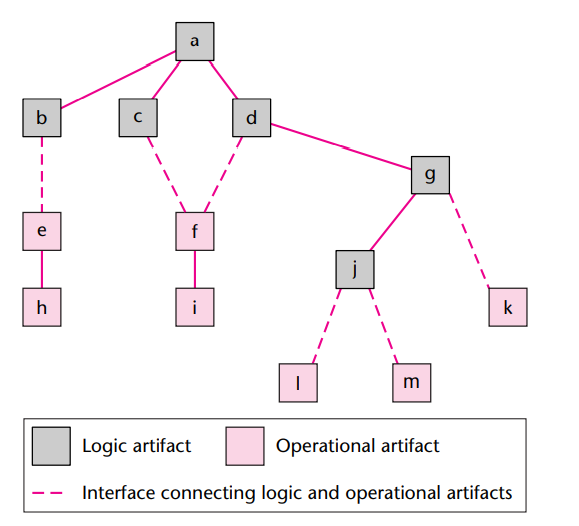 a
b
c
d
g
e
f
j
h
i
k
l
m
Logic artifact
Operational artifact
Interface connecting logic and operational artifacts